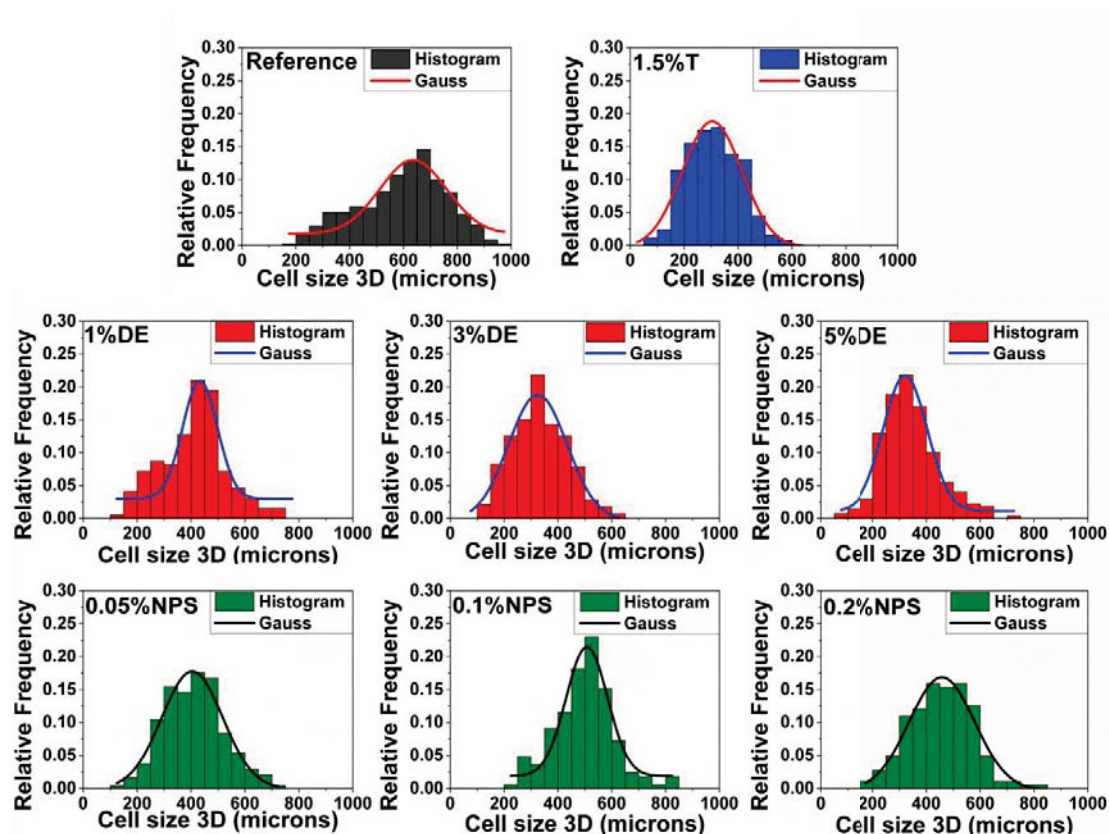 Reference
Histogram
Gauss
Relative Frequency
0.30
0.25
0.20
0.15
0.10
0.05
0.00
200 400 600 800 1000
Cell size 3D (microns)
1.5%T
Histogram
Gauss
Relative Frequency
0.30
0.25
0.20
0.15
0.10
0.05
0.00
0 200 400 600 800 1000
Cell size (microns)
1%DE
Histogram
Gauss
Relative Frequency
0.30
0.25
0.20
0.15
0.10
0.05
0.00
0 200 400 600 800 1000
Cell size 3D (microns)
3%DE
Histogram
Gauss
Relative Frequency
0.30
0.25
0.20
0.15
0.10
0.05
0.00
0 200 400 600 800 1000
Cell size 3D (microns)
5%DE
Histogram
Gauss
Relative Frequency
0.30
0.25
0.20
0.15
0.10
0.05
0.00
0 200 400 600 800 1000
Cell size 3D (microns)
0.05%NPS
Histogram
Gauss
Relative Frequency
0.30
0.25
0.20
0.15
0.10
0.05
0.00
0 200 400 600 800 1000
Cell size 3D (microns)
0.1%NPS
Histogram
Gauss
Relative Frequency
0.30
0.25
0.20
0.15
0.10
0.05
0.00
0 200 400 600 800 1000
Cell size 3D (microns)
0.2%NPS
Histogram
Gauss
Relative Frequency
0.30
0.25
0.20
0.15
0.10
0.05
0.00
0 200 400 600 800 1000
Cell size 3D (microns)